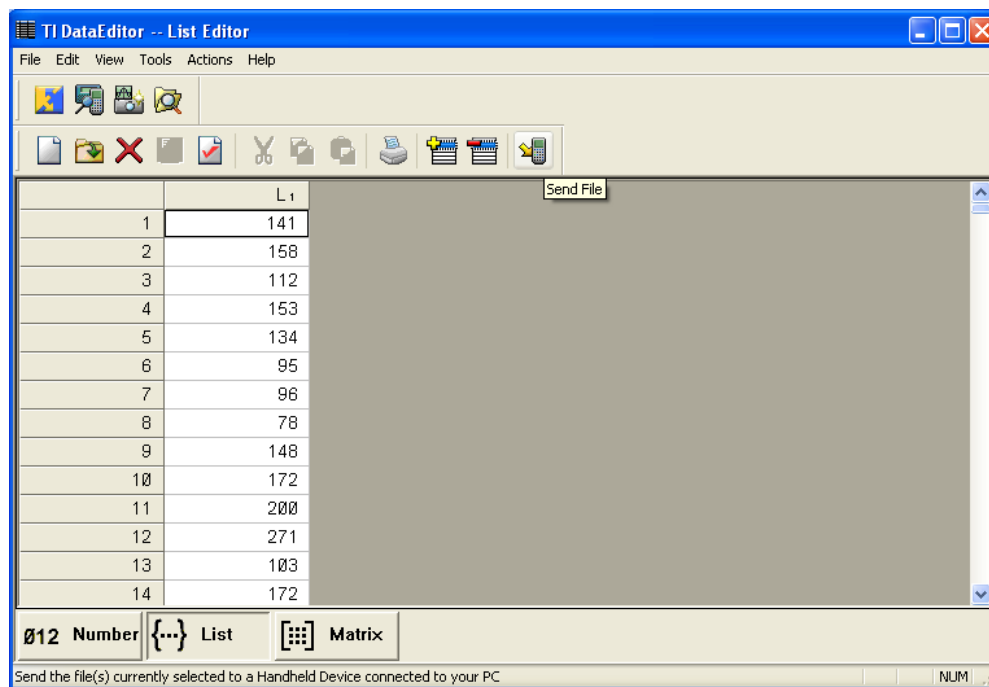 TI DataEditor -- List Editor
File Edit View Tools Actions Help
Send File
L₁
1 141
2 158
3 112
4 153
5 134
6 95
7 96
8 78
9 148
10 172
11 200
12 271
13 103
14 172
012 Number {...} List [⋮⋮⋮] Matrix
Send the file(s) currently selected to a Handheld Device connected to your PC NUM